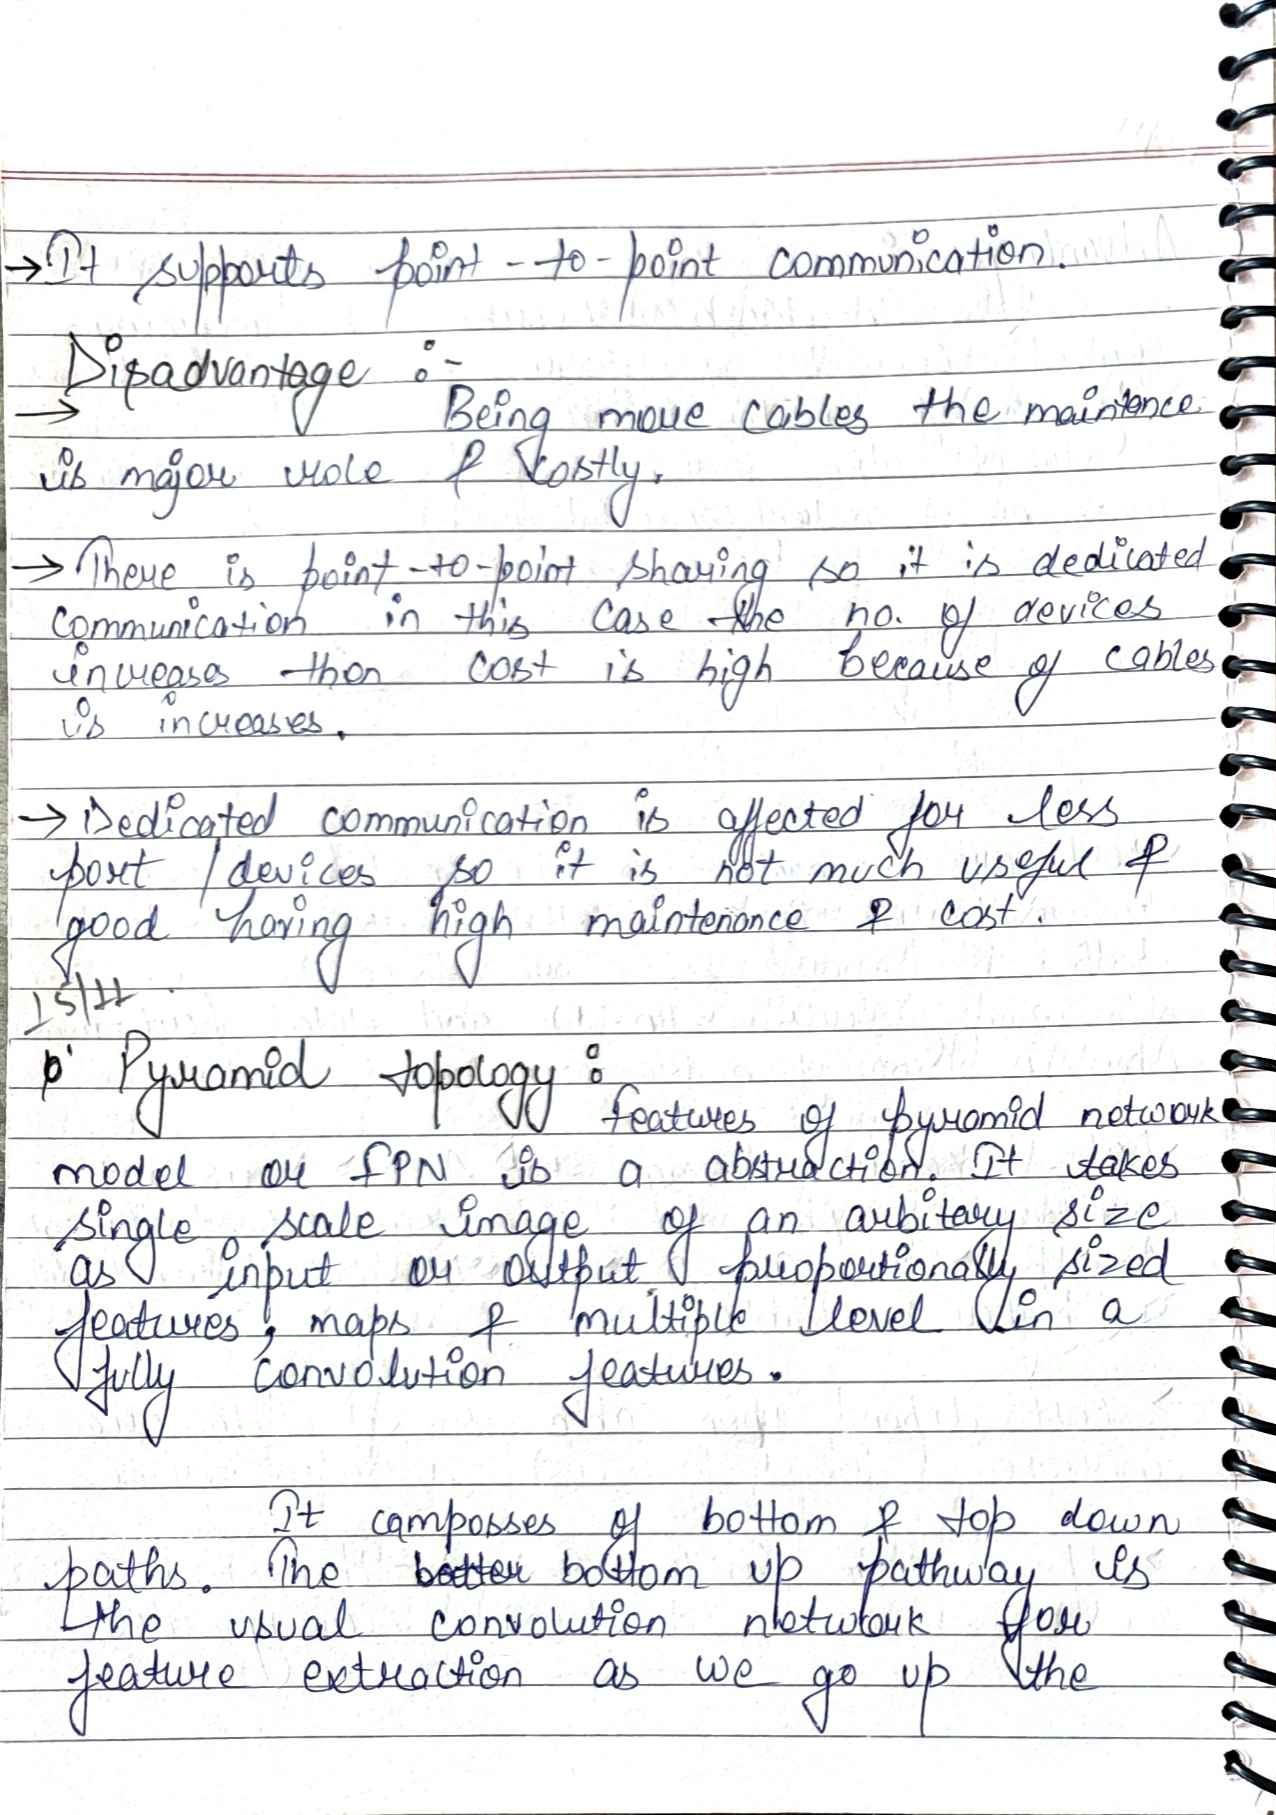 → It supports point-to-point communication.
Disadvantage :-
→ Being more cables the maintence
is major role & costly.
→ There is point-to-point sharing so it is dedicated
communication in this case the no. of devices
increases then cost is high because of cables
is increases.
→ Dedicated communication is affected for less
port / devices so it is not much useful &
good having high maintenance & cost.
15/11
Pyramid topology :
features of pyramid network
model or FPN is a abstraction. It takes
single scale image of an arbitary size
as input or output proportionally sized
features, maps & multiple level in a
fully convolution features.
It composses of bottom & top down
paths. The bottom up pathway is
the usual convolution network for
feature extraction as we go up the